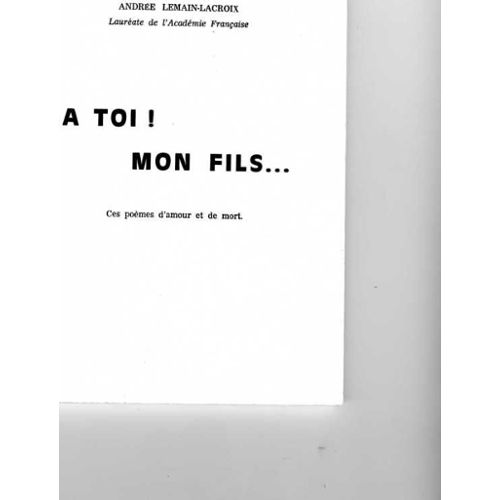 ANDRÉE LEMAIN-LACROIX
Lauréate de l'Académie Française
A TOI !
MON FILS...
Ces poèmes d'amour et de mort.